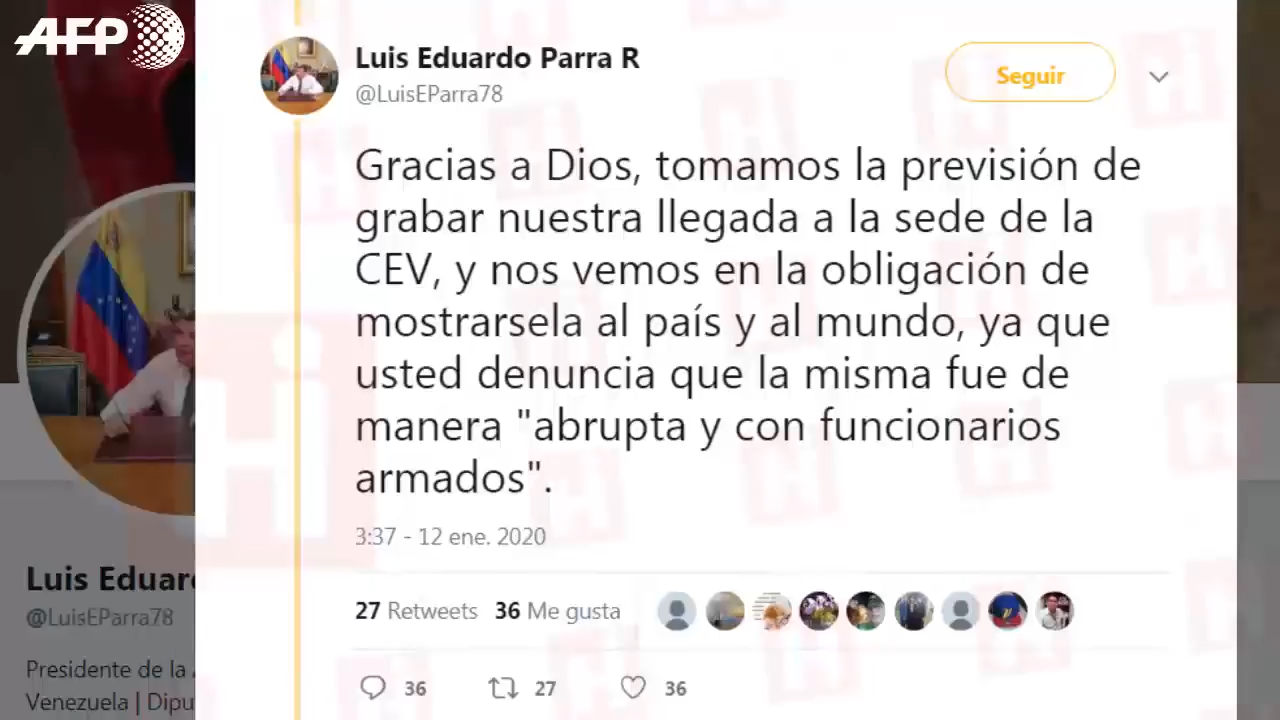 AFP
Luis Eduardo Parra R
@LuisEParra78
Seguir
Gracias a Dios, tomamos la previsión de
grabar nuestra llegada a la sede de la
CEV, y nos vemos en la obligación de
mostrarsela al país y al mundo, ya que
usted denuncia que la misma fue de
manera "abrupta y con funcionarios
armados".
3:37 - 12 ene. 2020
27 Retweets 36 Me gusta
36 27 36
Luis Eduar
@LuisEParra78
Presidente de la
Venezuela | Dipu
Hi